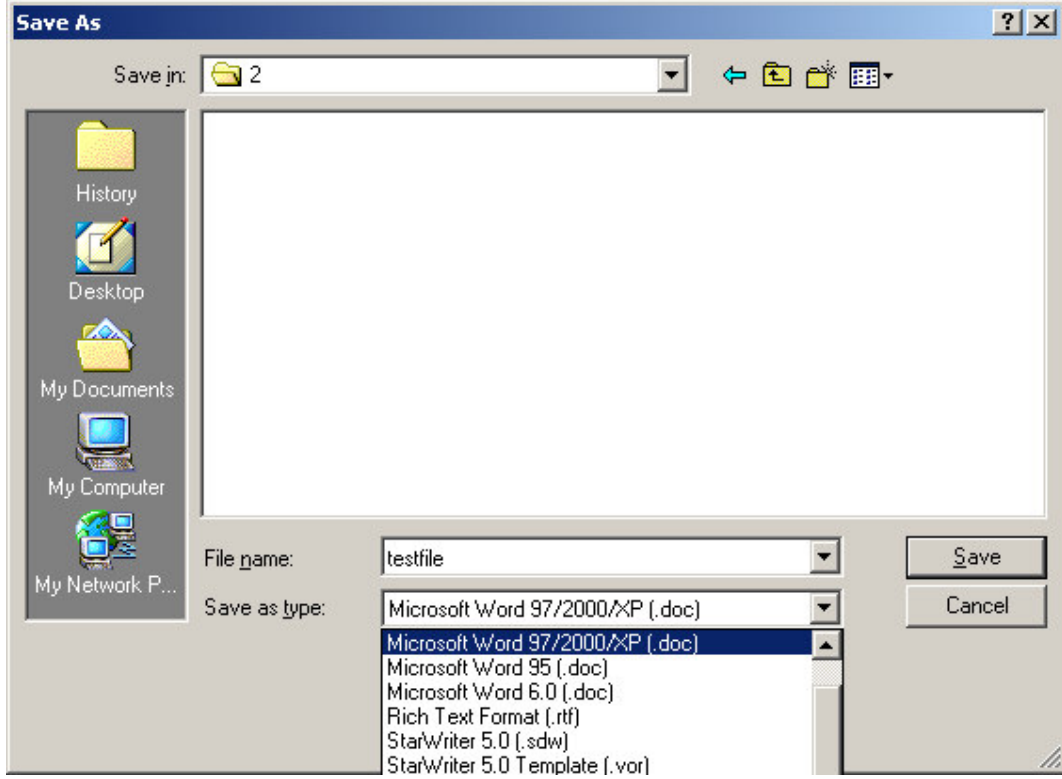 Save As
Save in:
2
History
Desktop
My Documents
My Computer
My Network P...
File name:
testfile
Save
Save as type:
Microsoft Word 97/2000/XP (.doc)
Cancel
Microsoft Word 97/2000/XP (.doc)
Microsoft Word 95 (.doc)
Microsoft Word 6.0 (.doc)
Rich Text Format (.rtf)
StarWriter 5.0 (.sdw)
StarWriter 5.0 Template (.vor)